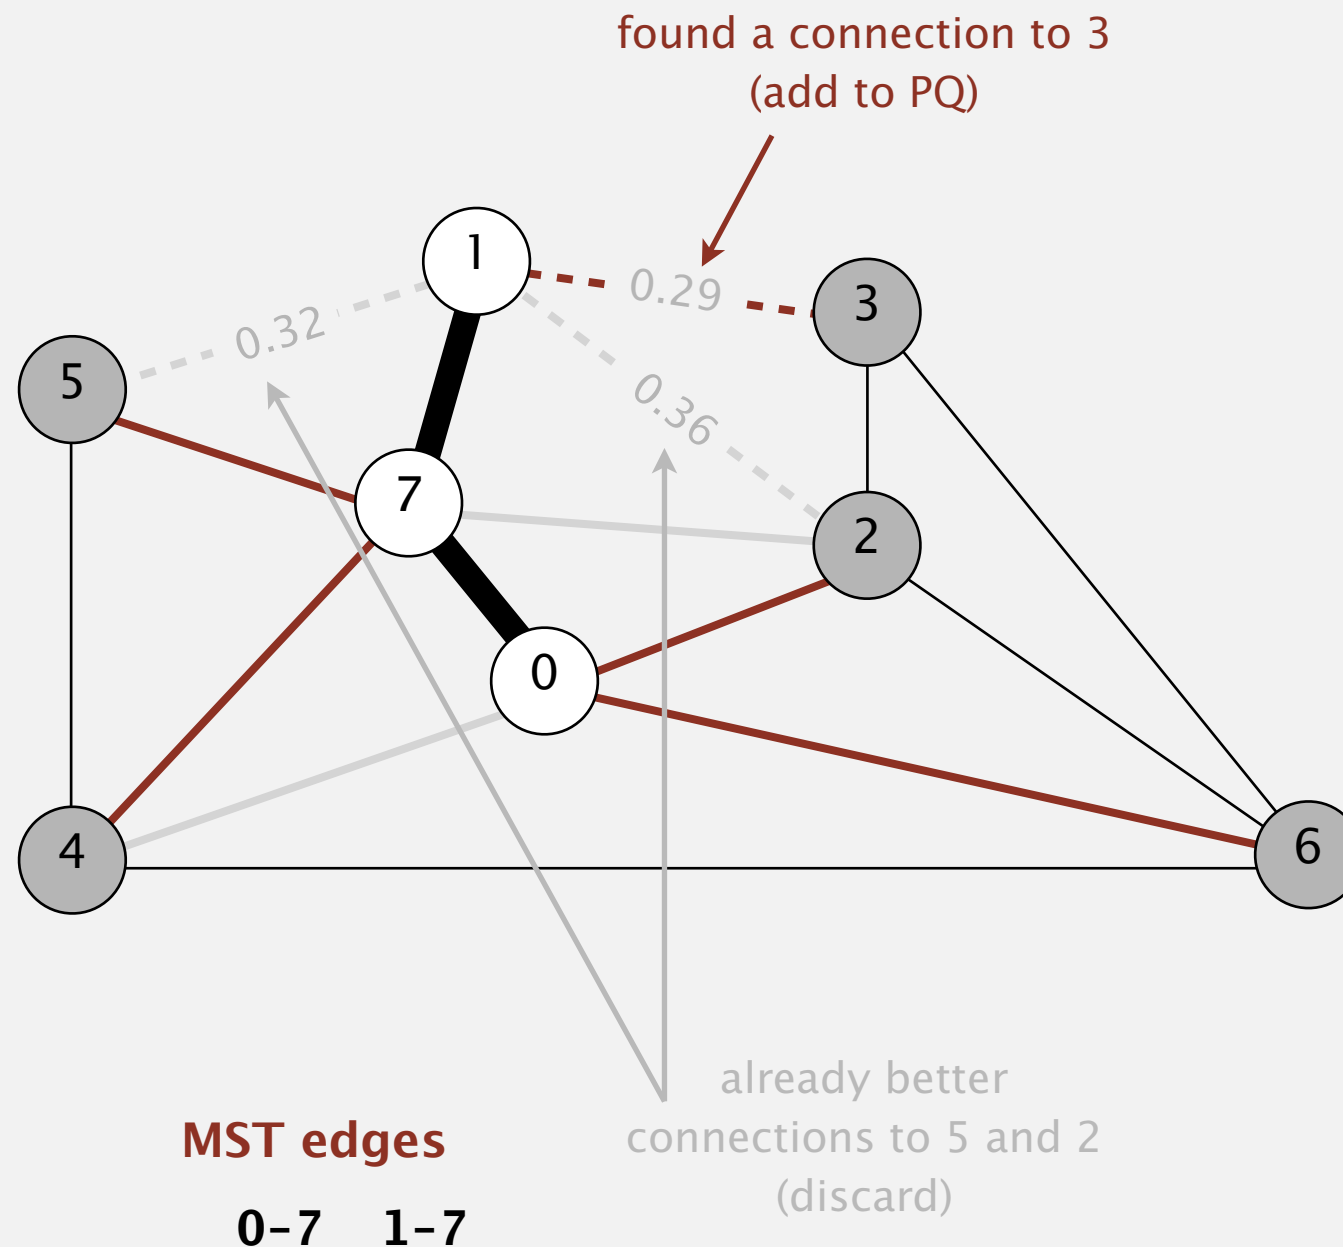 found a connection to 3
(add to PQ)
1
0.29
3
0.32
5
0.36
7
2
0
4
6
already better
connections to 5 and 2
(discard)
MST edges
0-7 1-7